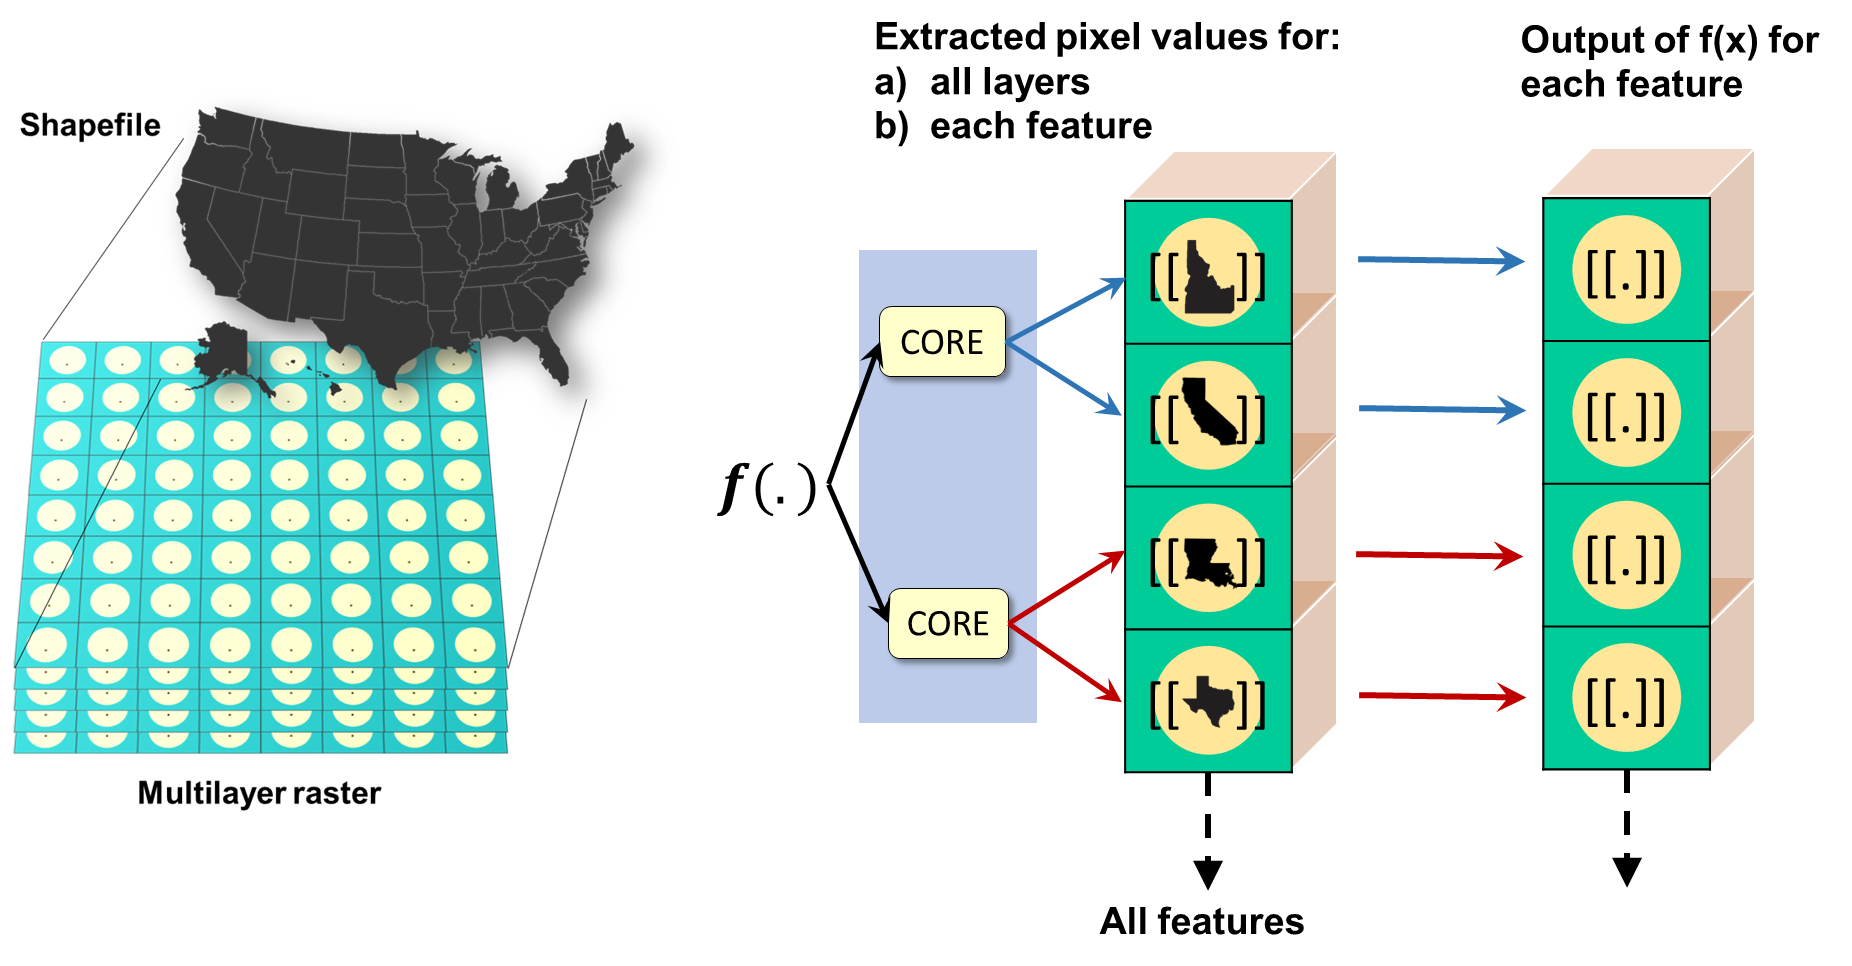 Extracted pixel values for:
a) all layers
b) each feature
Output of f(x) for
each feature
Shapefile
Multilayer raster
f(.)
CORE
CORE
[[ ]]
[[ ]]
[[ ]]
[[ ]]
[[.]]
[[.]]
[[.]]
[[.]]
All features